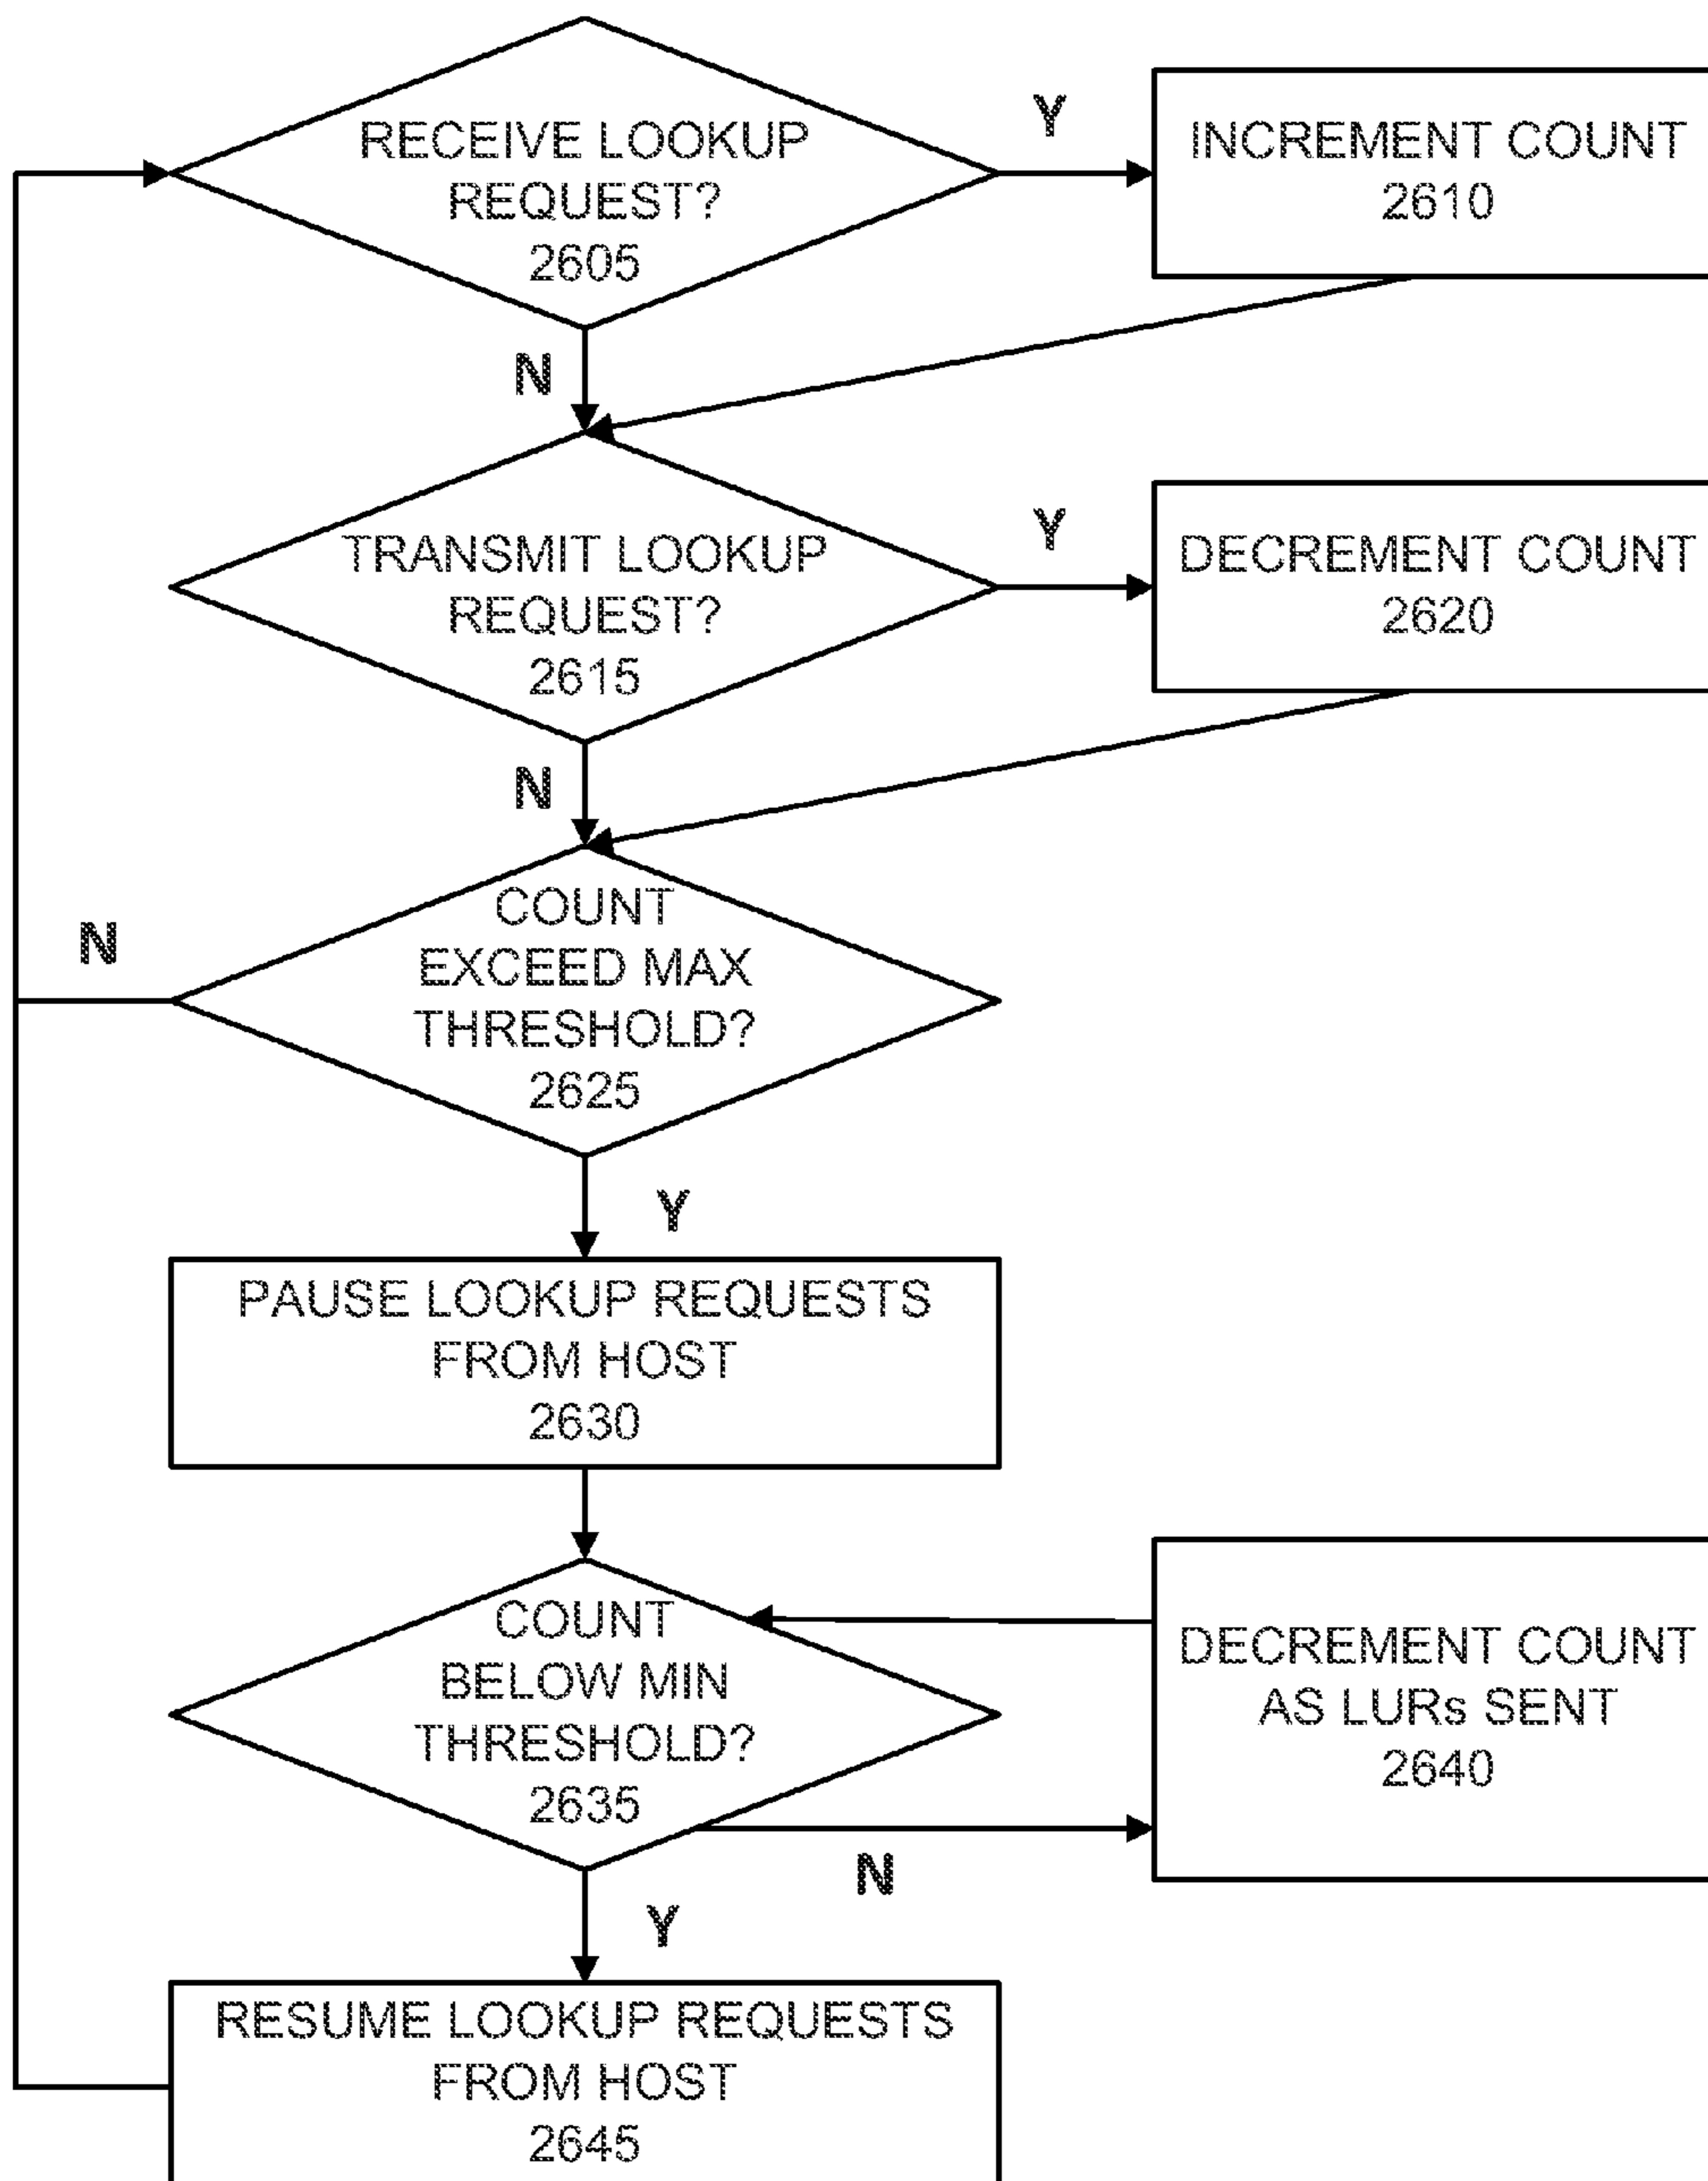 RECEIVE LOOKUP
REQUEST?
2605
Y
INCREMENT COUNT
2610
N
TRANSMIT LOOKUP
REQUEST?
2615
Y
DECREMENT COUNT
2620
N
COUNT
EXCEED MAX
THRESHOLD?
2625
N
Y
PAUSE LOOKUP REQUESTS
FROM HOST
2630
COUNT
BELOW MIN
THRESHOLD?
2635
DECREMENT COUNT
AS LURs SENT
2640
N
Y
RESUME LOOKUP REQUESTS
FROM HOST
2645